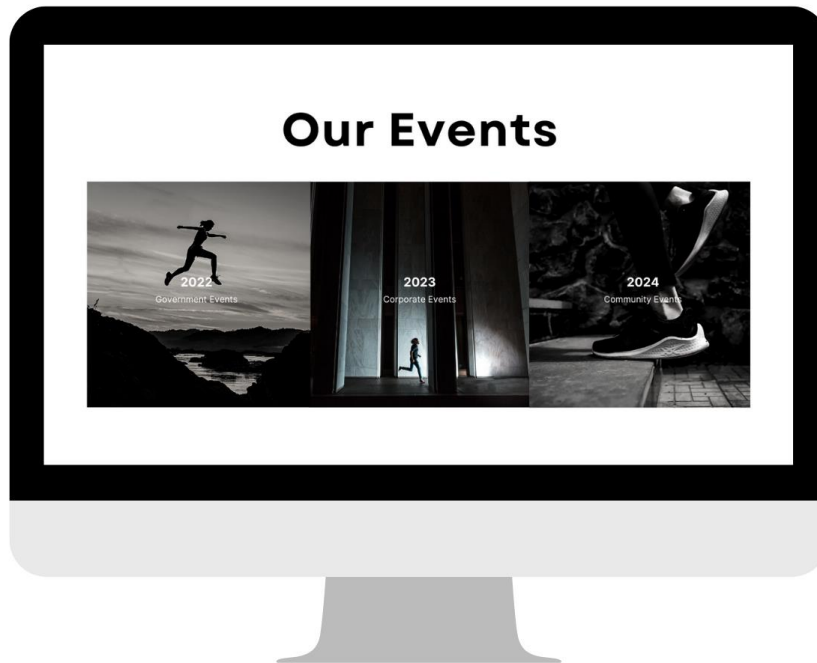 Our Events
2022
Government Events
2023
Corporate Events
2024
Community Events